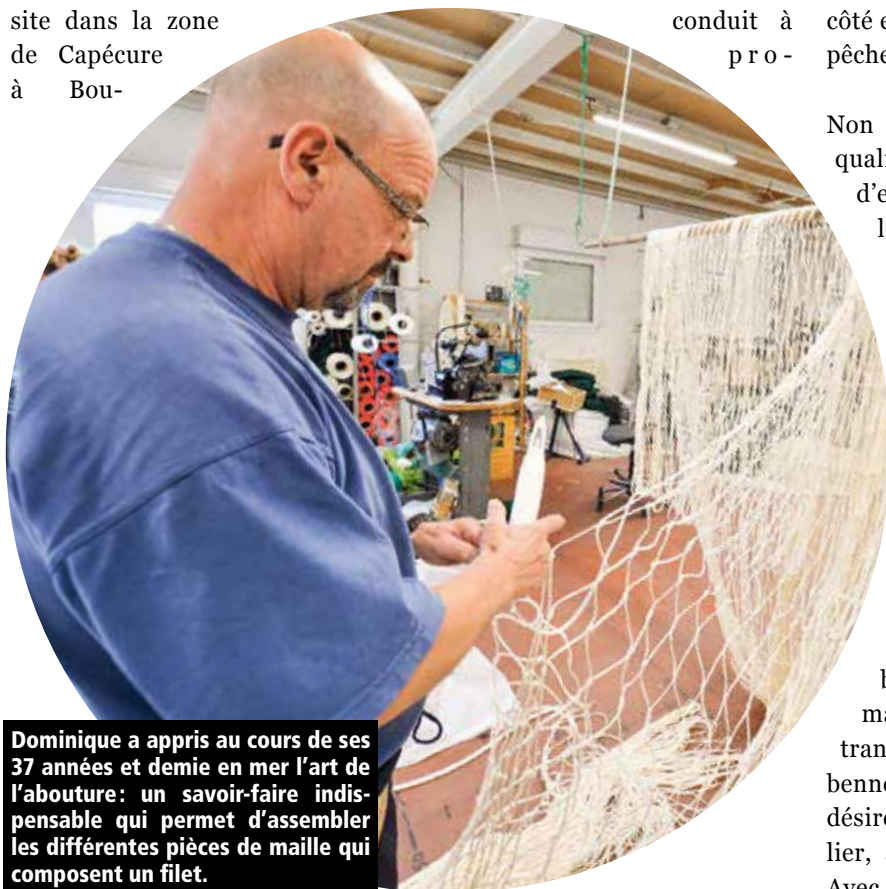 site dans la zone
de Capécure
à Bou-
conduit à
pro-
côté
pêche
Non
d'e
l
Dominique a appris au cours de ses
37 années et demie en mer l'art de
l'abouture: un savoir-faire indis-
pensable qui permet d'assembler
les différentes pièces de maille qui
composent un filet.
b
ma
tran
benne
désire
lier,
Avec